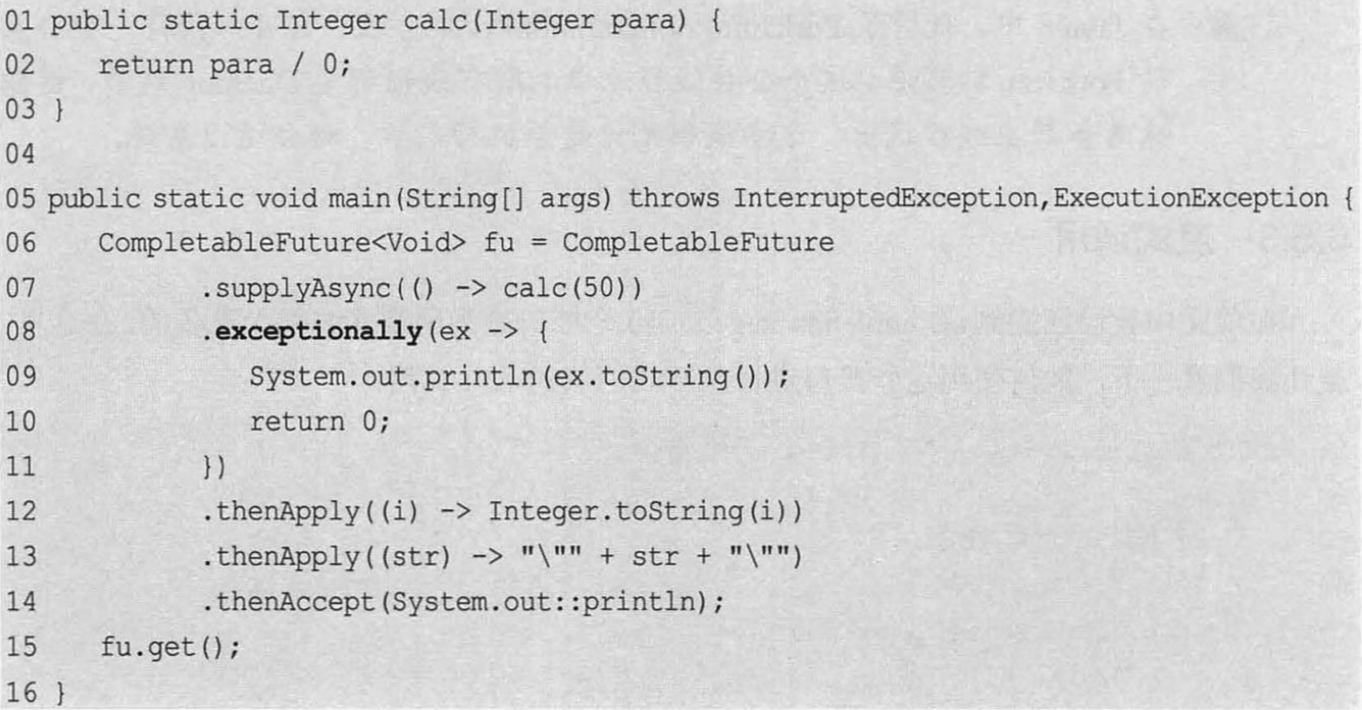 01 public static Integer calc(Integer para) {
02     return para / 0;
03 }
04
05 public static void main(String[] args) throws InterruptedException,ExecutionException {
06     CompletableFuture<Void> fu = CompletableFuture
07             .supplyAsync(() -> calc(50))
08             .exceptionally(ex -> {
09                 System.out.println(ex.toString());
10                 return 0;
11             })
12             .thenApply((i) -> Integer.toString(i))
13             .thenApply((str) -> "\"" + str + "\"")
14             .thenAccept(System.out::println);
15     fu.get();
16 }